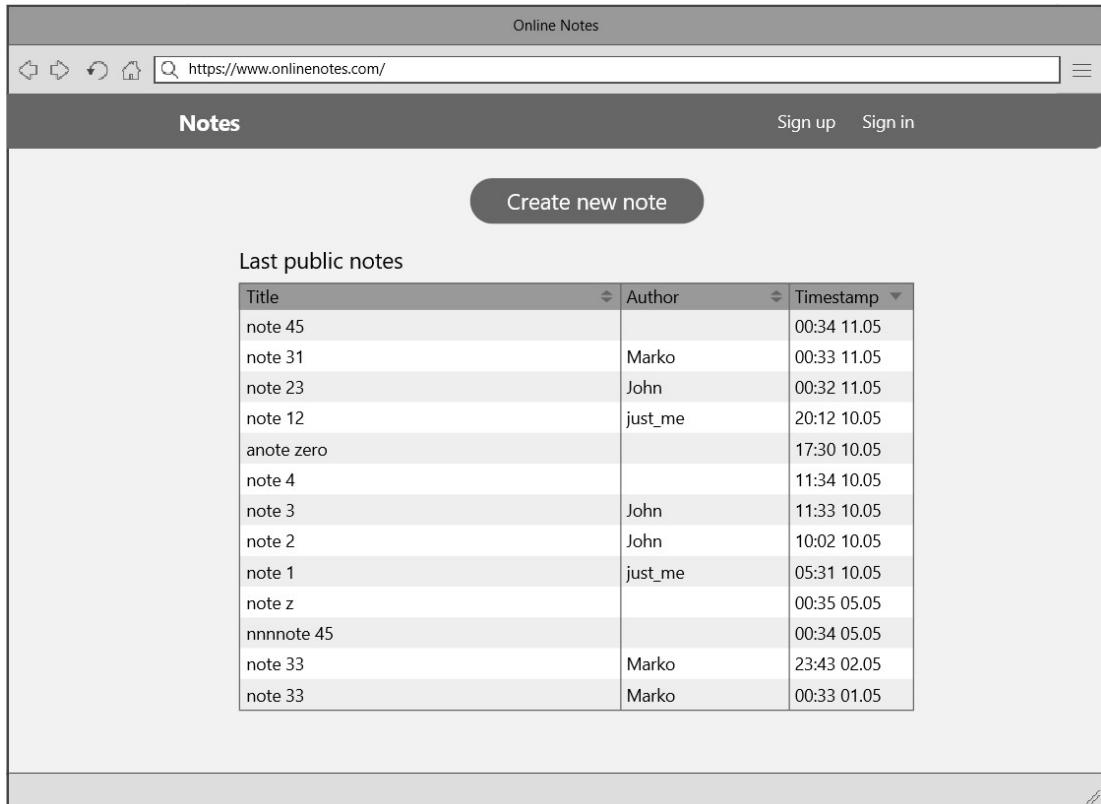 Online Notes
https://www.onlinenotes.com/
Notes Sign up Sign in
Create new note
Last public notes
Title Author Timestamp
note 45 00:34 11.05
note 31 Marko 00:33 11.05
note 23 John 00:32 11.05
note 12 just_me 20:12 10.05
anote zero 17:30 10.05
note 4 11:34 10.05
note 3 John 11:33 10.05
note 2 John 10:02 10.05
note 1 just_me 05:31 10.05
note z 00:35 05.05
nnnnote 45 00:34 05.05
note 33 Marko 23:43 02.05
note 33 Marko 00:33 01.05